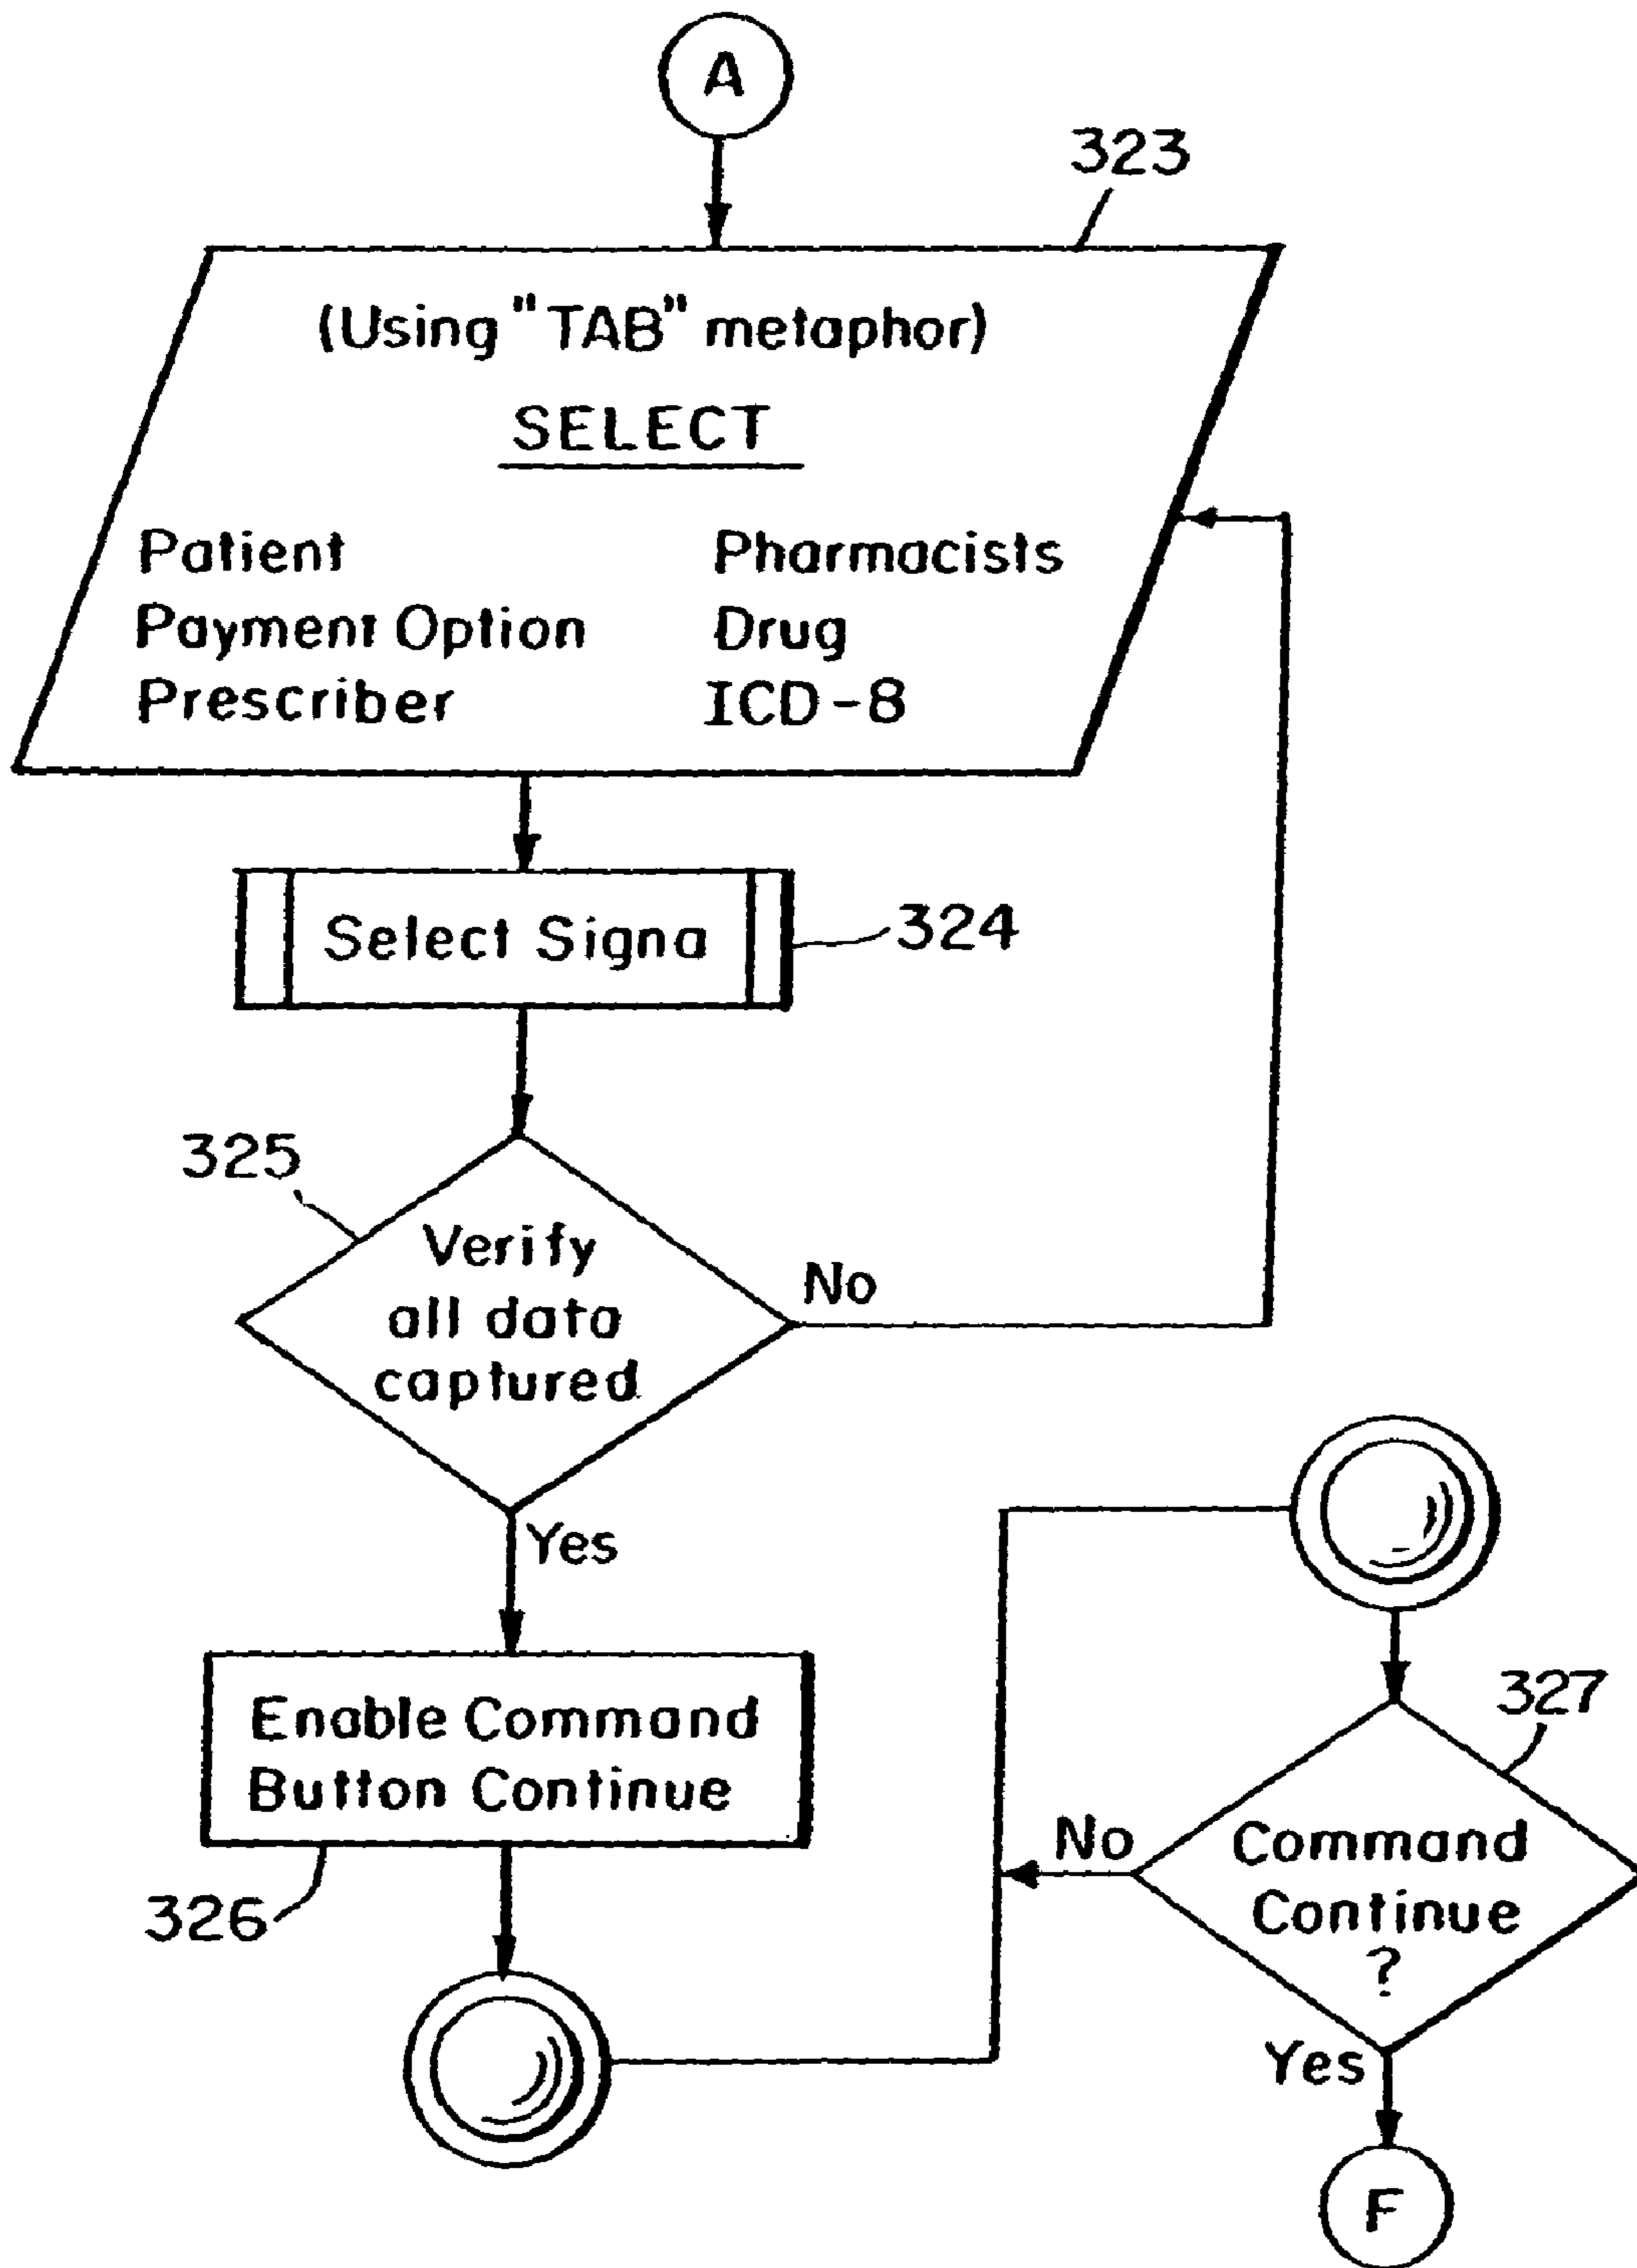 A
323
(Using "TAB" metaphor)
SELECT
Patient Pharmacists
Payment Option Drug
Prescriber ICD-8
Select Signa
324
325
Verify
all data
captured
No
Yes
Enable Command
Button Continue
326
327
Command
Continue
?
No
Yes
F